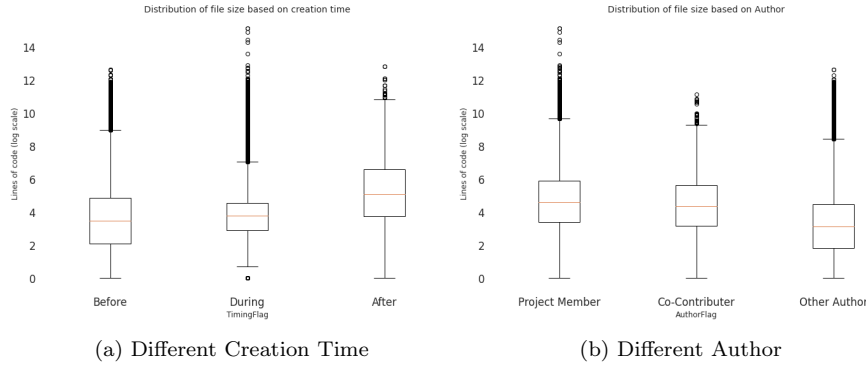 Distribution of file size based on creation time
14
12
10
8
6
4
2
0
Lines of code (log scale)
Before
During
After
TimingFlag
(a) Different Creation Time
Distribution of file size based on Author
14
12
10
8
6
4
2
0
Lines of code (log scale)
Project Member
Co-Contributer
Other Author
AuthorFlag
(b) Different Author